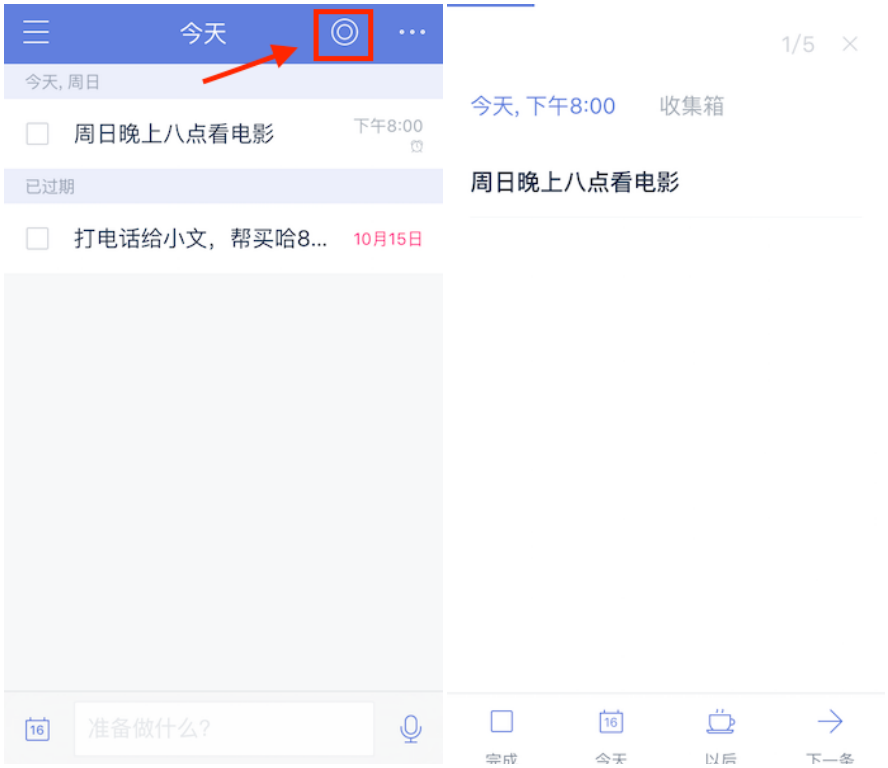 今天
今天, 周日
周日晚上八点看电影
下午8:00
已过期
打电话给小文，帮买哈8...
10月15日
16
准备做什么?
1/5
今天, 下午8:00
收集箱
周日晚上八点看电影
16
完成
今天
以后
下一条